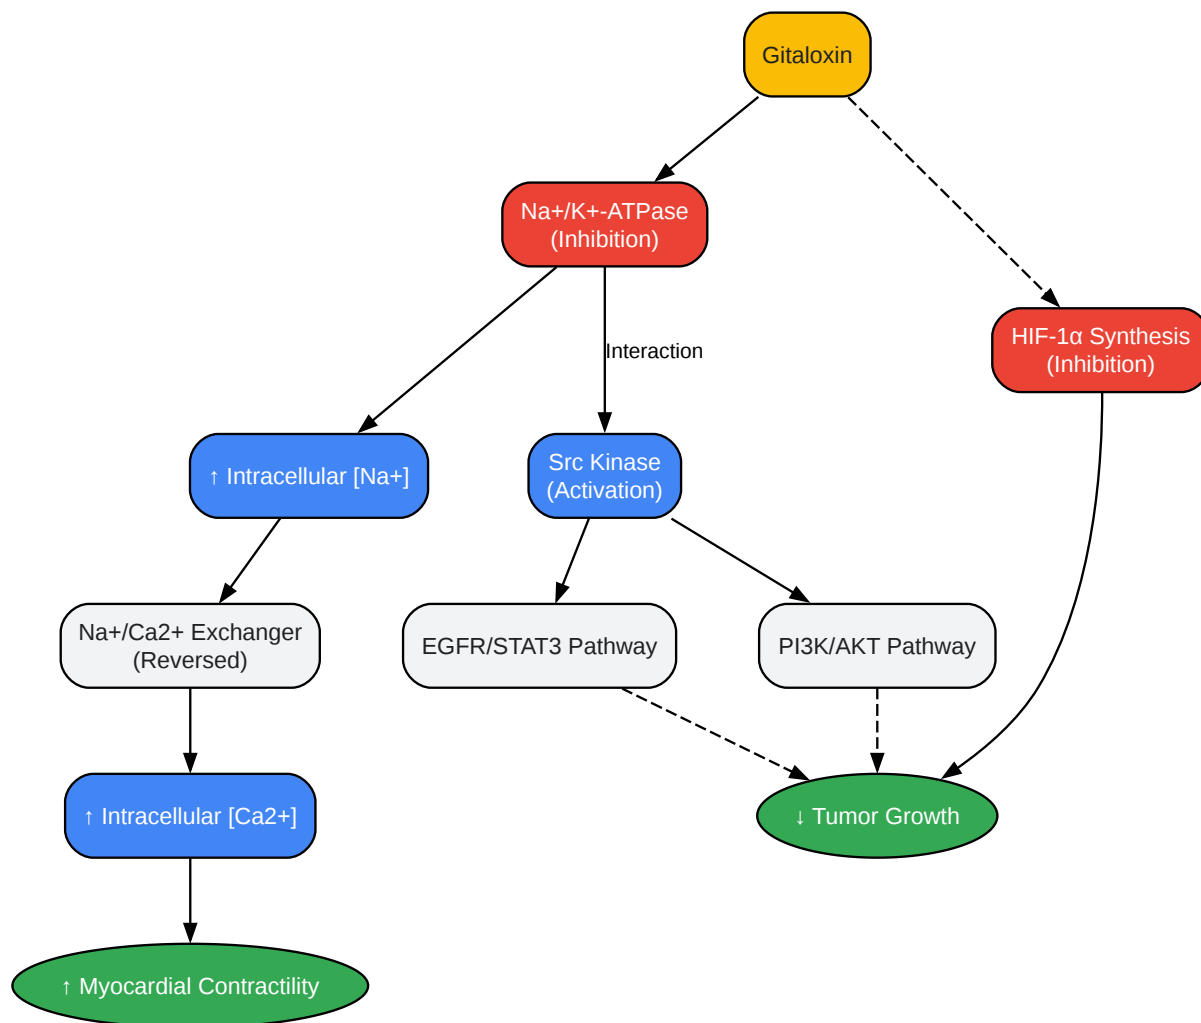 Gitaloxin
Na+/K+-ATPase
(Inhibition)
HIF-1α Synthesis
(Inhibition)
Interaction
↑ Intracellular [Na+]
Src Kinase
(Activation)
Na+/Ca2+ Exchanger
(Reversed)
EGFR/STAT3 Pathway
PI3K/AKT Pathway
↑ Intracellular [Ca2+]
↓ Tumor Growth
↑ Myocardial Contractility